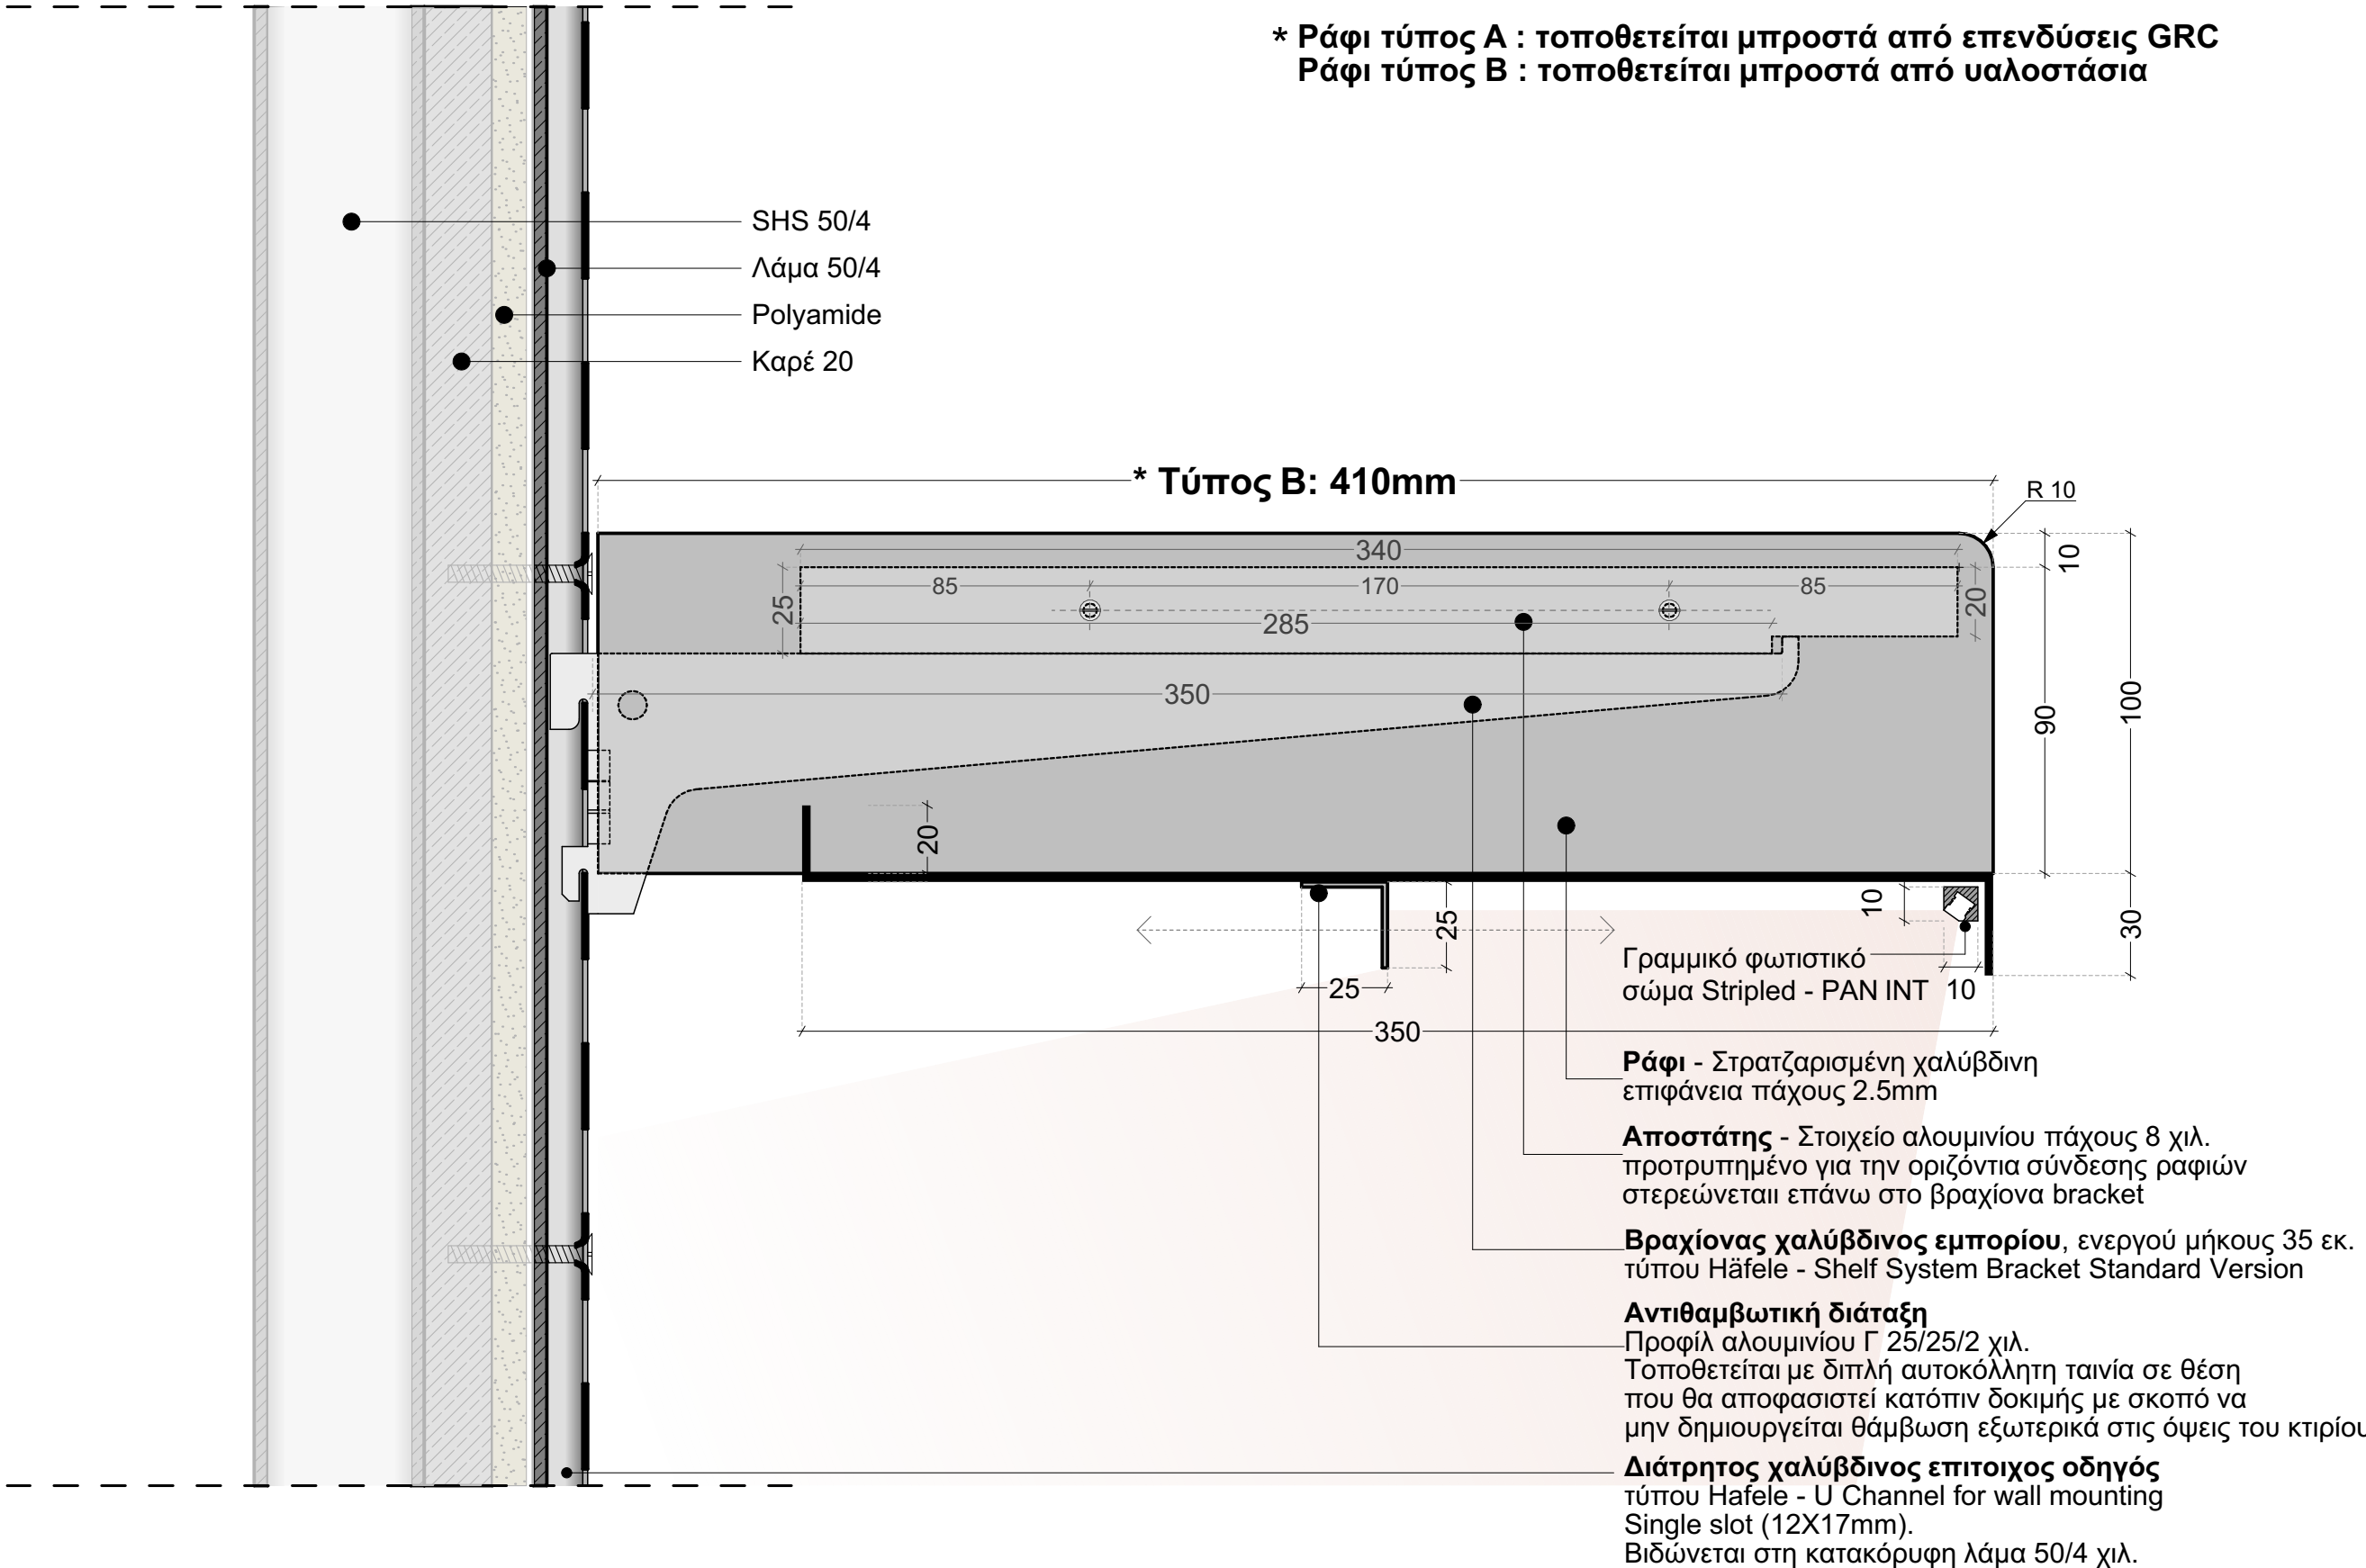 * Ράφι τύπος Α : τοποθετείται μπροστά από επενδύσεις GRC
Ράφι τύπος Β : τοποθετείται μπροστά από υαλοστάσια
SHS 50/4
Λάμα 50/4
Polyamide
Καρέ 20
* Τύπος Β: 410mm
R 10
340
10
85
170
85
25
20
285
350
100
90
20
10
25
30
25
Γραμμικό φωτιστικό
σώμα Stripled - PAN INT
10
350
Ράφι - Στρατζαρισμένη χαλύβδινη
επιφάνεια πάχους 2.5mm
Αποστάτης - Στοιχείο αλουμινίου πάχους 8 χιλ.
προτρυπημένο για την οριζόντια σύνδεσης ραφιών
στερεώνεταιι επάνω στο βραχίονα bracket
Βραχίονας χαλύβδινος εμπορίου, ενεργού μήκους 35 εκ.
τύπου Häfele - Shelf System Bracket Standard Version
Αντιθαμβωτική διάταξη
Προφίλ αλουμινίου Γ 25/25/2 χιλ.
Τοποθετείται με διπλή αυτοκόλλητη ταινία σε θέση
που θα αποφασιστεί κατόπιν δοκιμής με σκοπό να
μην δημιουργείται θάμβωση εξωτερικά στις όψεις του κτιρίου
Διάτρητος χαλύβδινος επιτοιχος οδηγός
τύπου Hafele - U Channel for wall mounting
Single slot (12X17mm).
Βιδώνεται στη κατακόρυφη λάμα 50/4 χιλ.